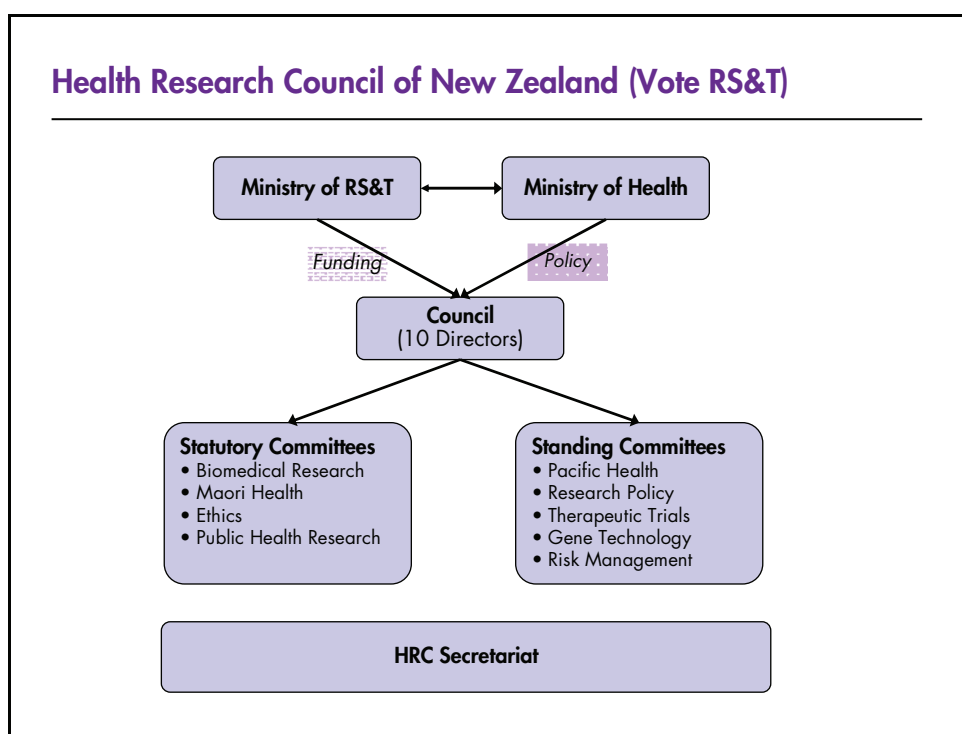 Health Research Council of New Zealand (Vote RS&T)
Ministry of RS&T
Ministry of Health
Funding
Policy
Council
(10 Directors)
Statutory Committees
• Biomedical Research
• Maori Health
• Ethics
• Public Health Research
Standing Committees
• Pacific Health
• Research Policy
• Therapeutic Trials
• Gene Technology
• Risk Management
HRC Secretariat